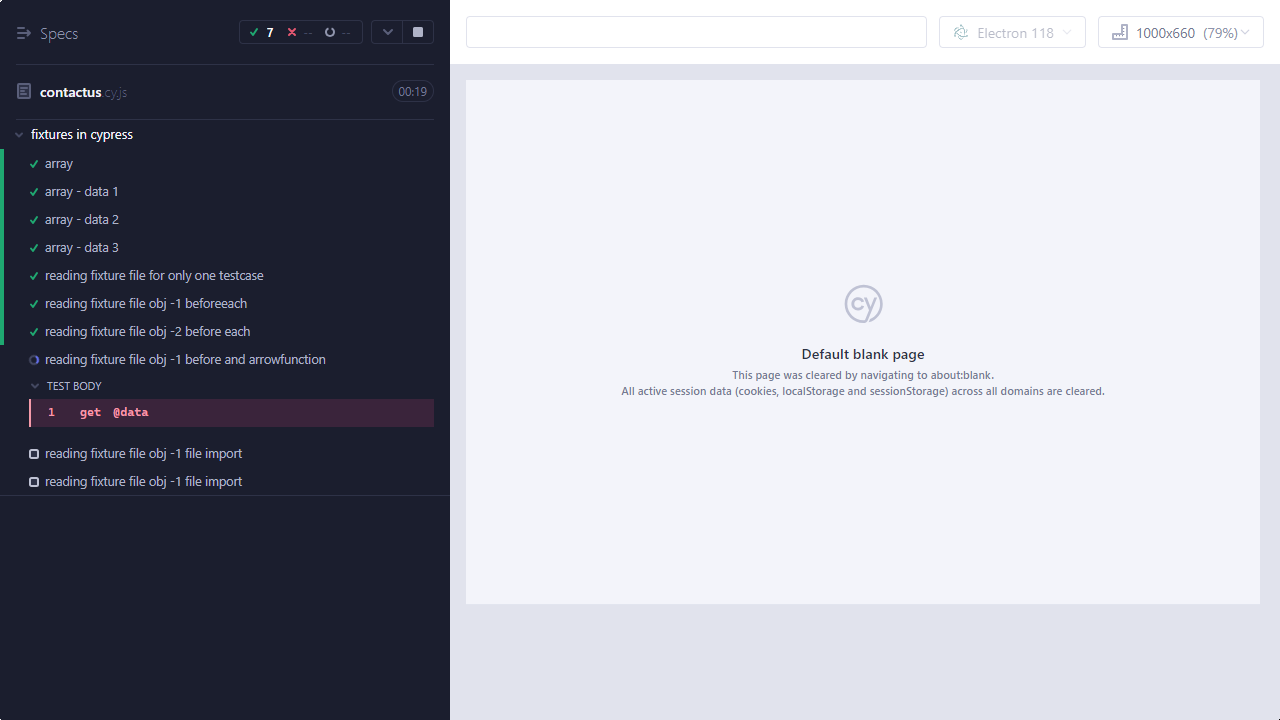 Specs
7
--
--
contactus.cy.js
00:19
fixtures in cypress
array
array - data 1
array - data 2
array - data 3
reading fixture file for only one testcase
reading fixture file obj -1 beforeeach
reading fixture file obj -2 before each
reading fixture file obj -1 before and arrowfunction
TEST BODY
1 get @data
reading fixture file obj -1 file import
reading fixture file obj -1 file import
Electron 118
1000x660 (79%)
cy
Default blank page
This page was cleared by navigating to about:blank.
All active session data (cookies, localStorage and sessionStorage) across all domains are cleared.